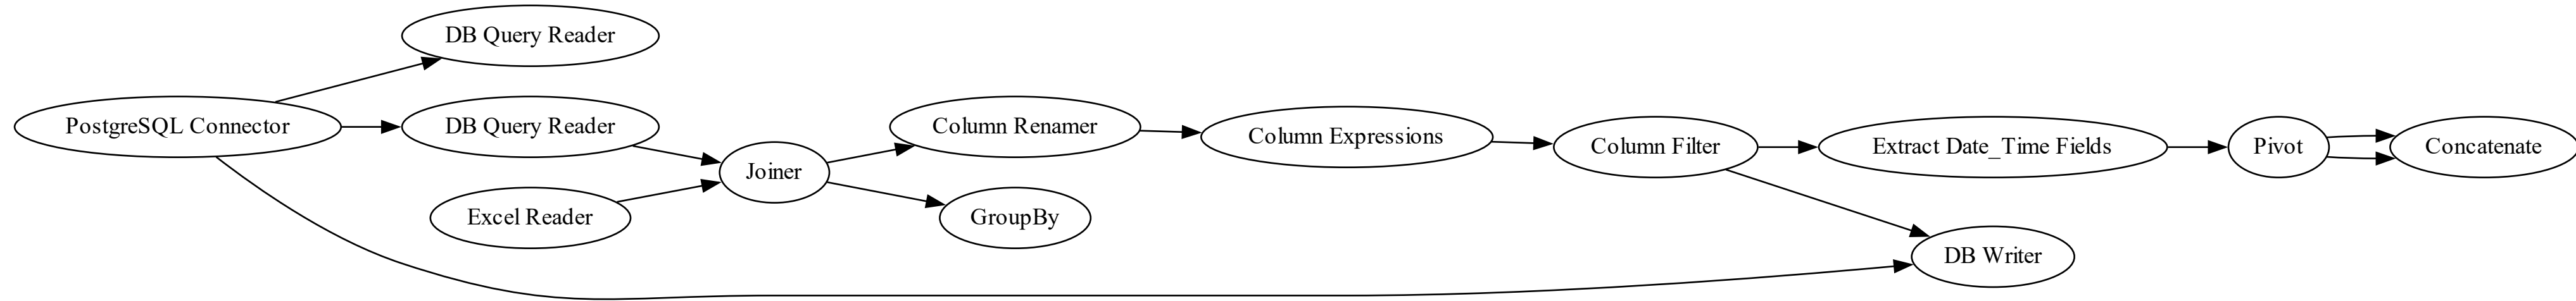 DB Query Reader
PostgreSQL Connector
DB Query Reader
Excel Reader
Joiner
Column Renamer
GroupBy
Column Expressions
Column Filter
Extract Date_Time Fields
DB Writer
Pivot
Concatenate